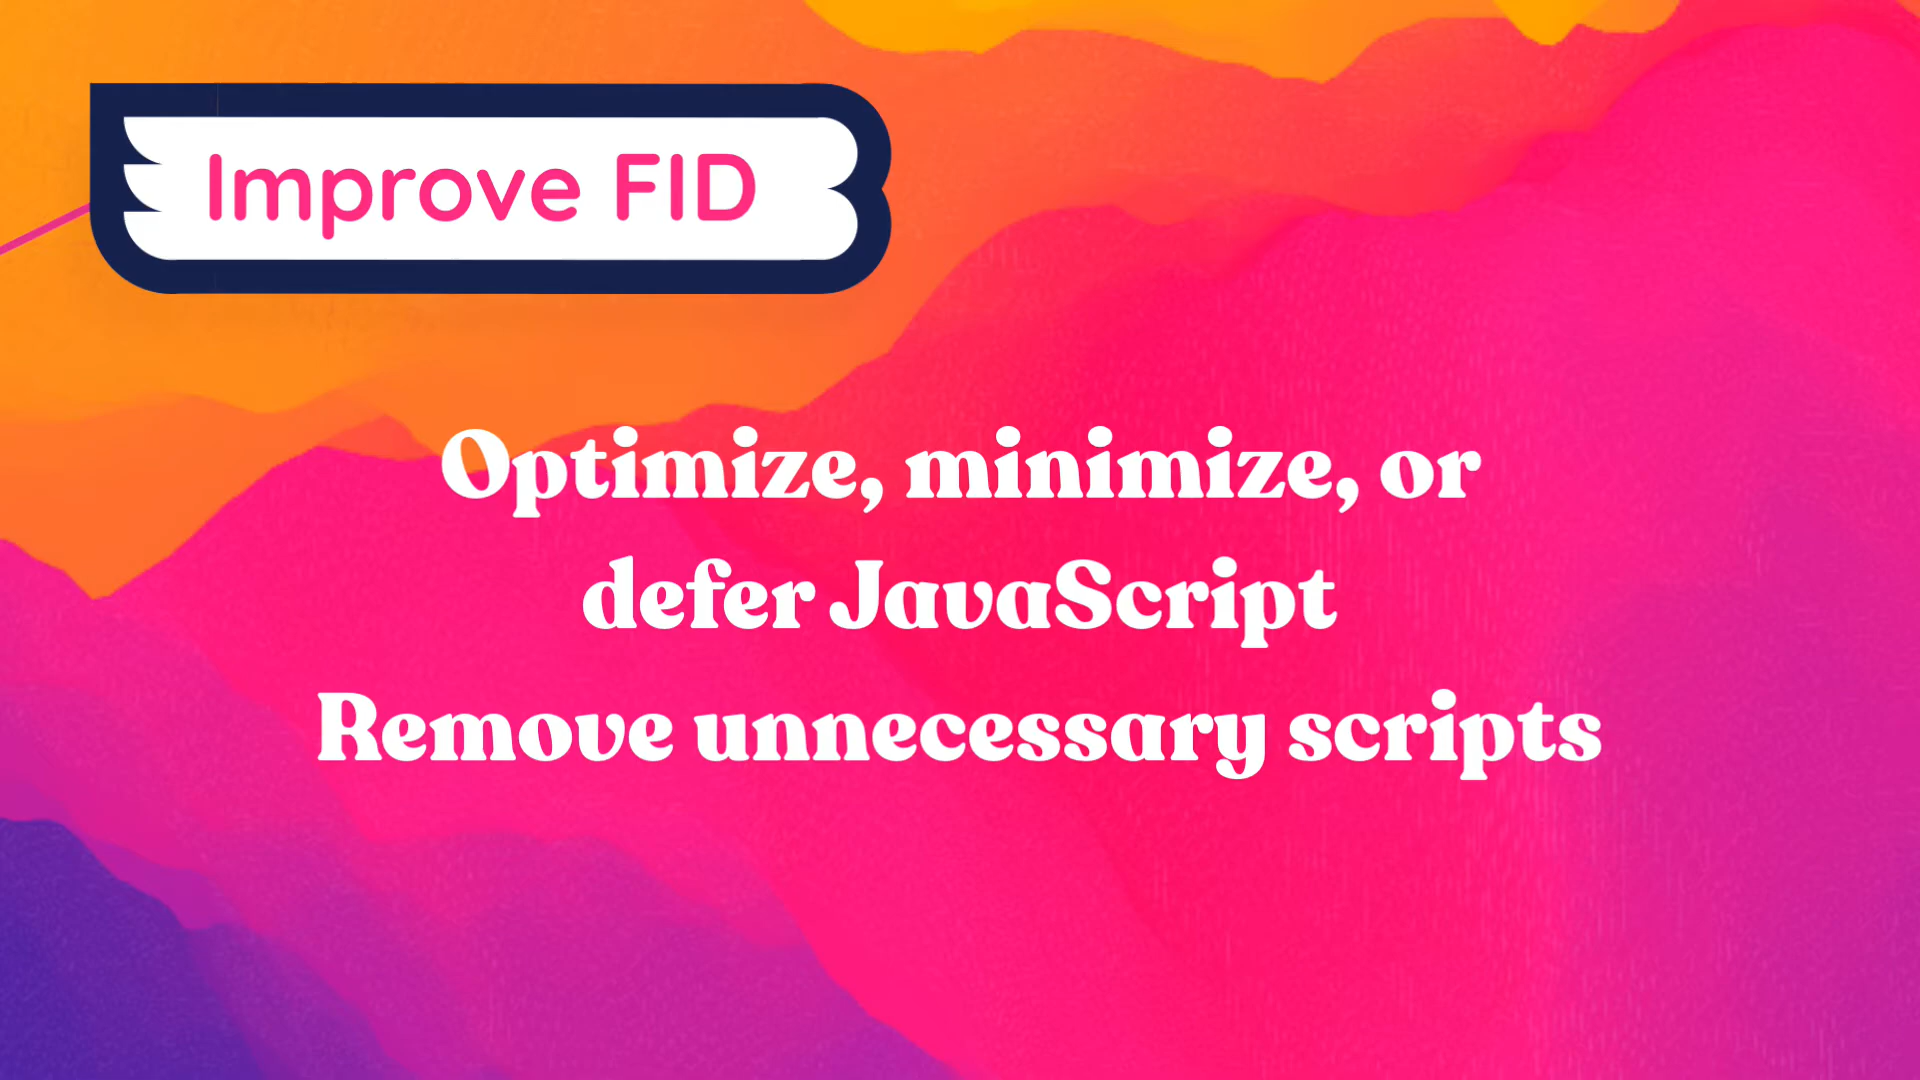 Improve FID
Optimize, minimize, or
defer JavaScript
Remove unnecessary scripts